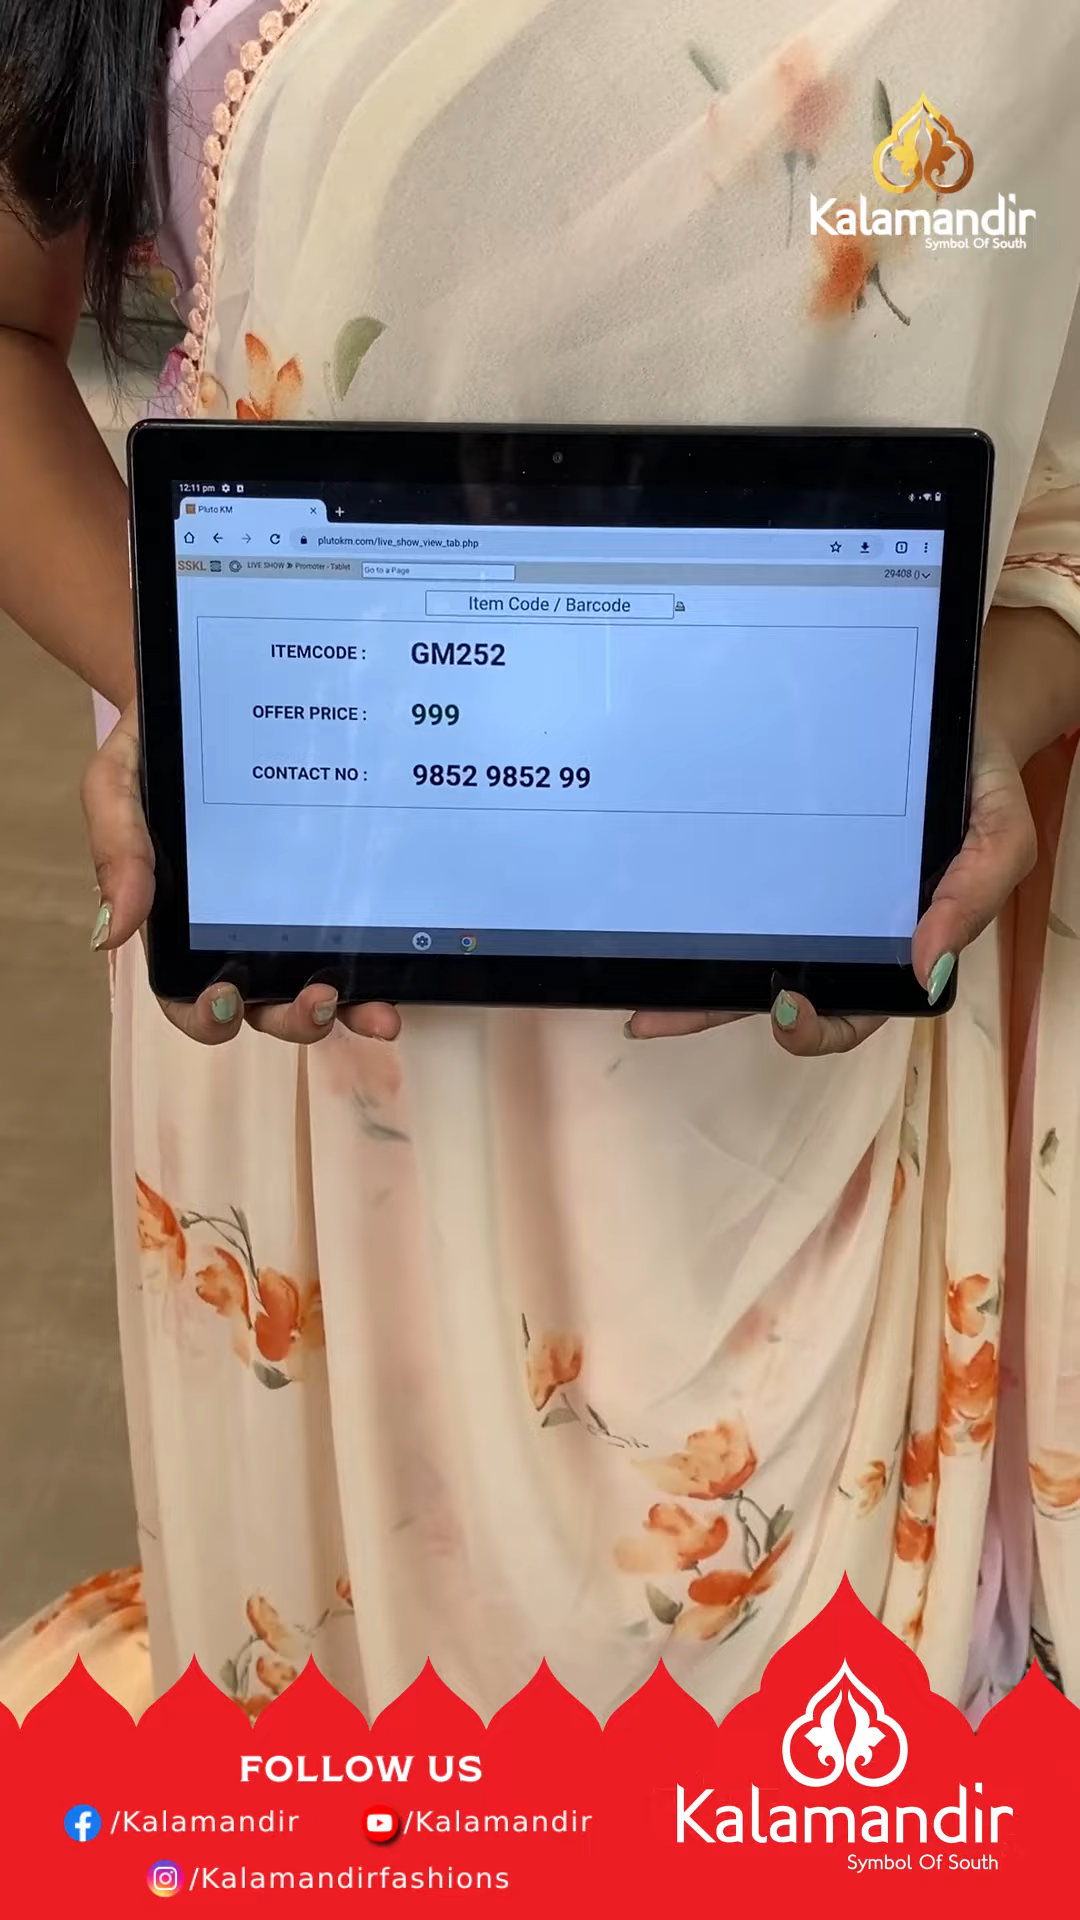 Kalamandir
Symbol Of South
12:11 pm
Pluto KM
plutokm.com/live_show_view_tab.php
SSKL
LIVE SHOW » Promoter - Tablet
Go to a Page
29408 ()
Item Code / Barcode
ITEMCODE : GM252
OFFER PRICE : 999
CONTACT NO : 9852 9852 99
FOLLOW US
/Kalamandir
/Kalamandir
/Kalamandirfashions
Kalamandir
Symbol Of South